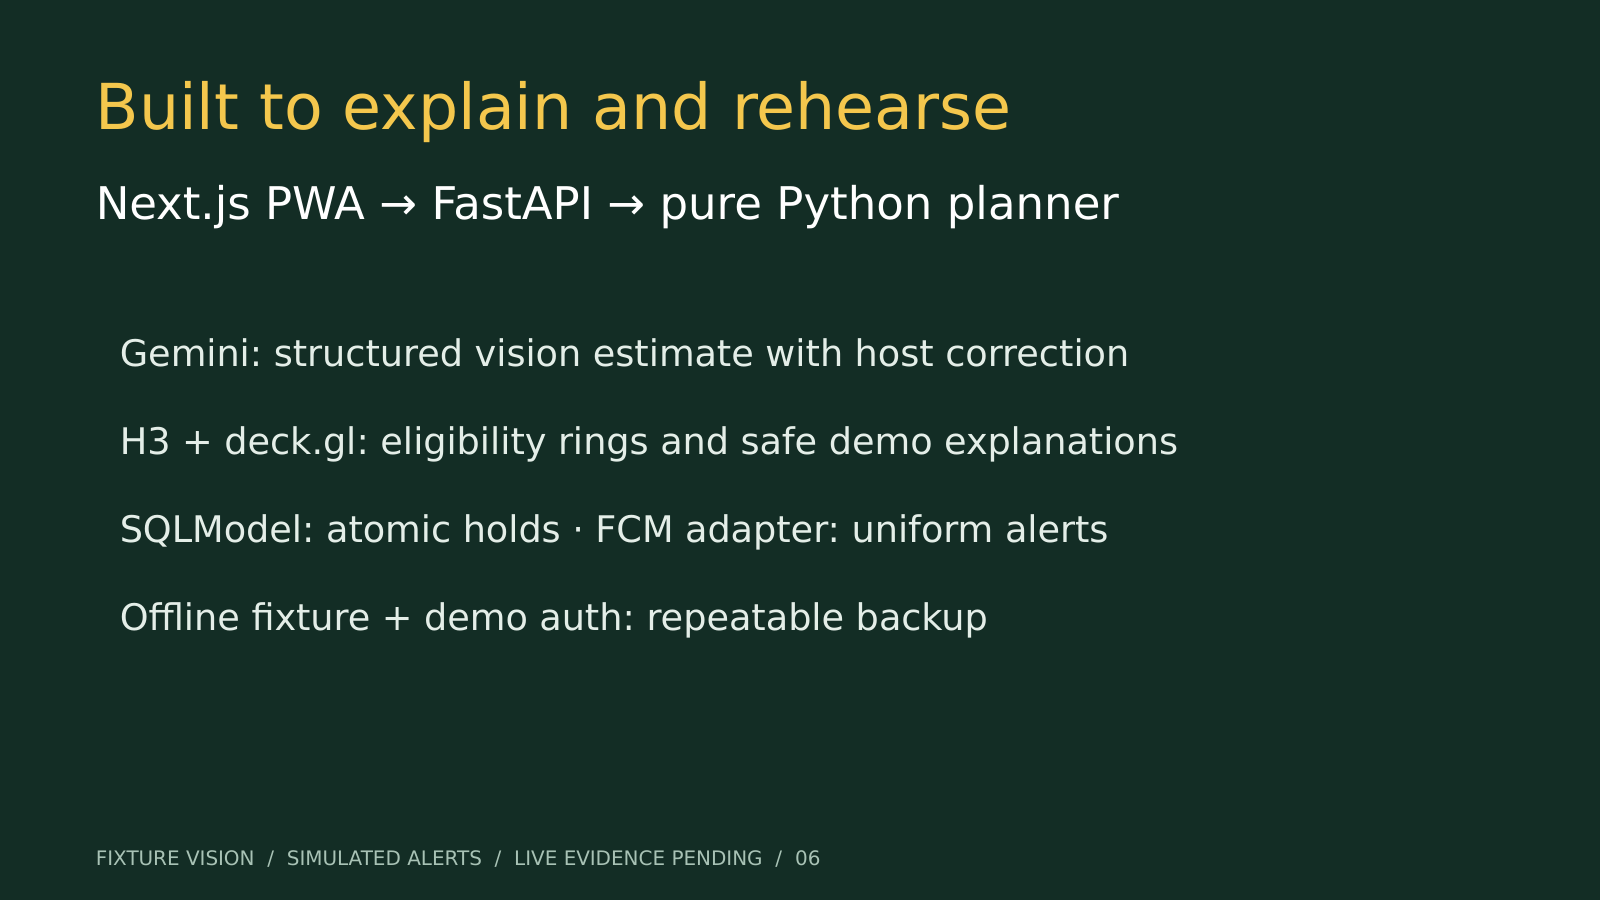 Built to explain and rehearse
Next.js PWA → FastAPI → pure Python planner
Gemini: structured vision estimate with host correction
H3 + deck.gl: eligibility rings and safe demo explanations
SQLModel: atomic holds · FCM adapter: uniform alerts
Offline fixture + demo auth: repeatable backup
FIXTURE VISION / SIMULATED ALERTS / LIVE EVIDENCE PENDING / 06